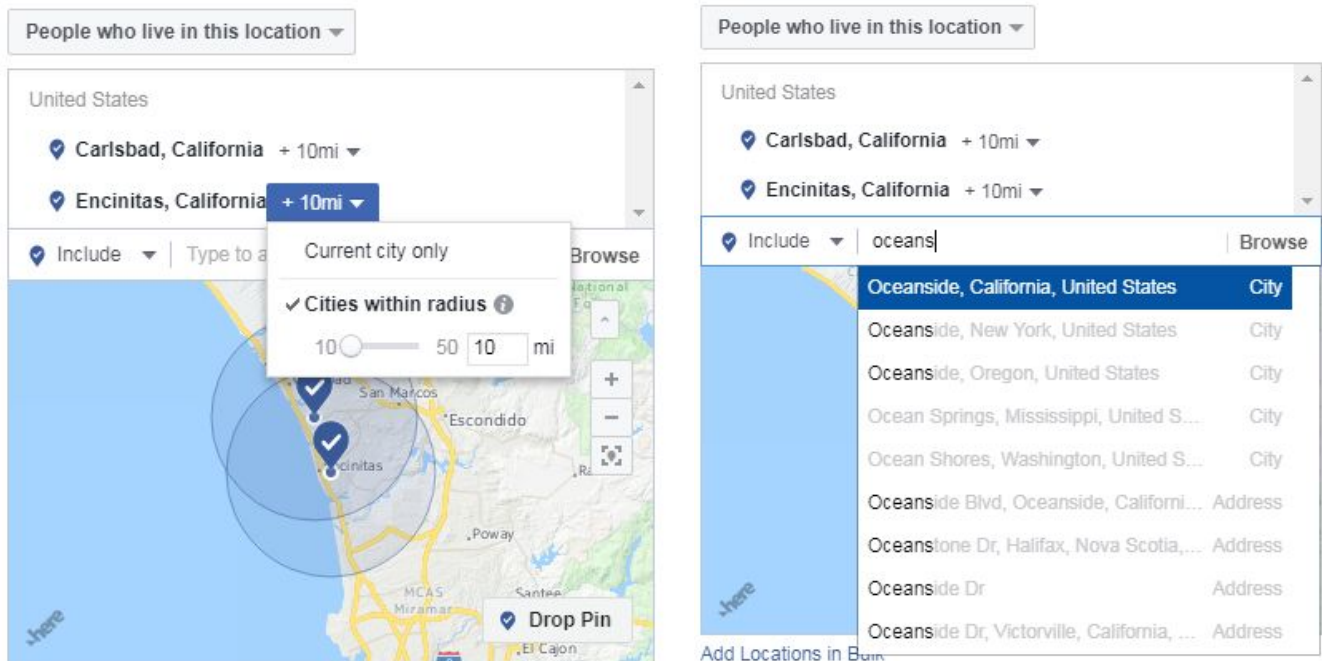 People who live in this location
United States
Carlsbad, California + 10mi
Encinitas, California + 10mi
Include Type to a Browse
Current city only
Cities within radius
10 50 10 mi
San Marcos
Escondido
cinitas
Poway
MCAS
Miramar
Santee
El Cajon
here
Drop Pin
People who live in this location
United States
Carlsbad, California + 10mi
Encinitas, California + 10mi
Include oceans Browse
Oceanside, California, United States City
Oceanside, New York, United States City
Oceanside, Oregon, United States City
Ocean Springs, Mississippi, United S... City
Ocean Shores, Washington, United S... City
Oceanside Blvd, Oceanside, Californi... Address
Oceanstone Dr, Halifax, Nova Scotia,... Address
Oceanside Dr Address
Oceanside Dr, Victorville, California, ... Address
here
Add Locations in Bulk